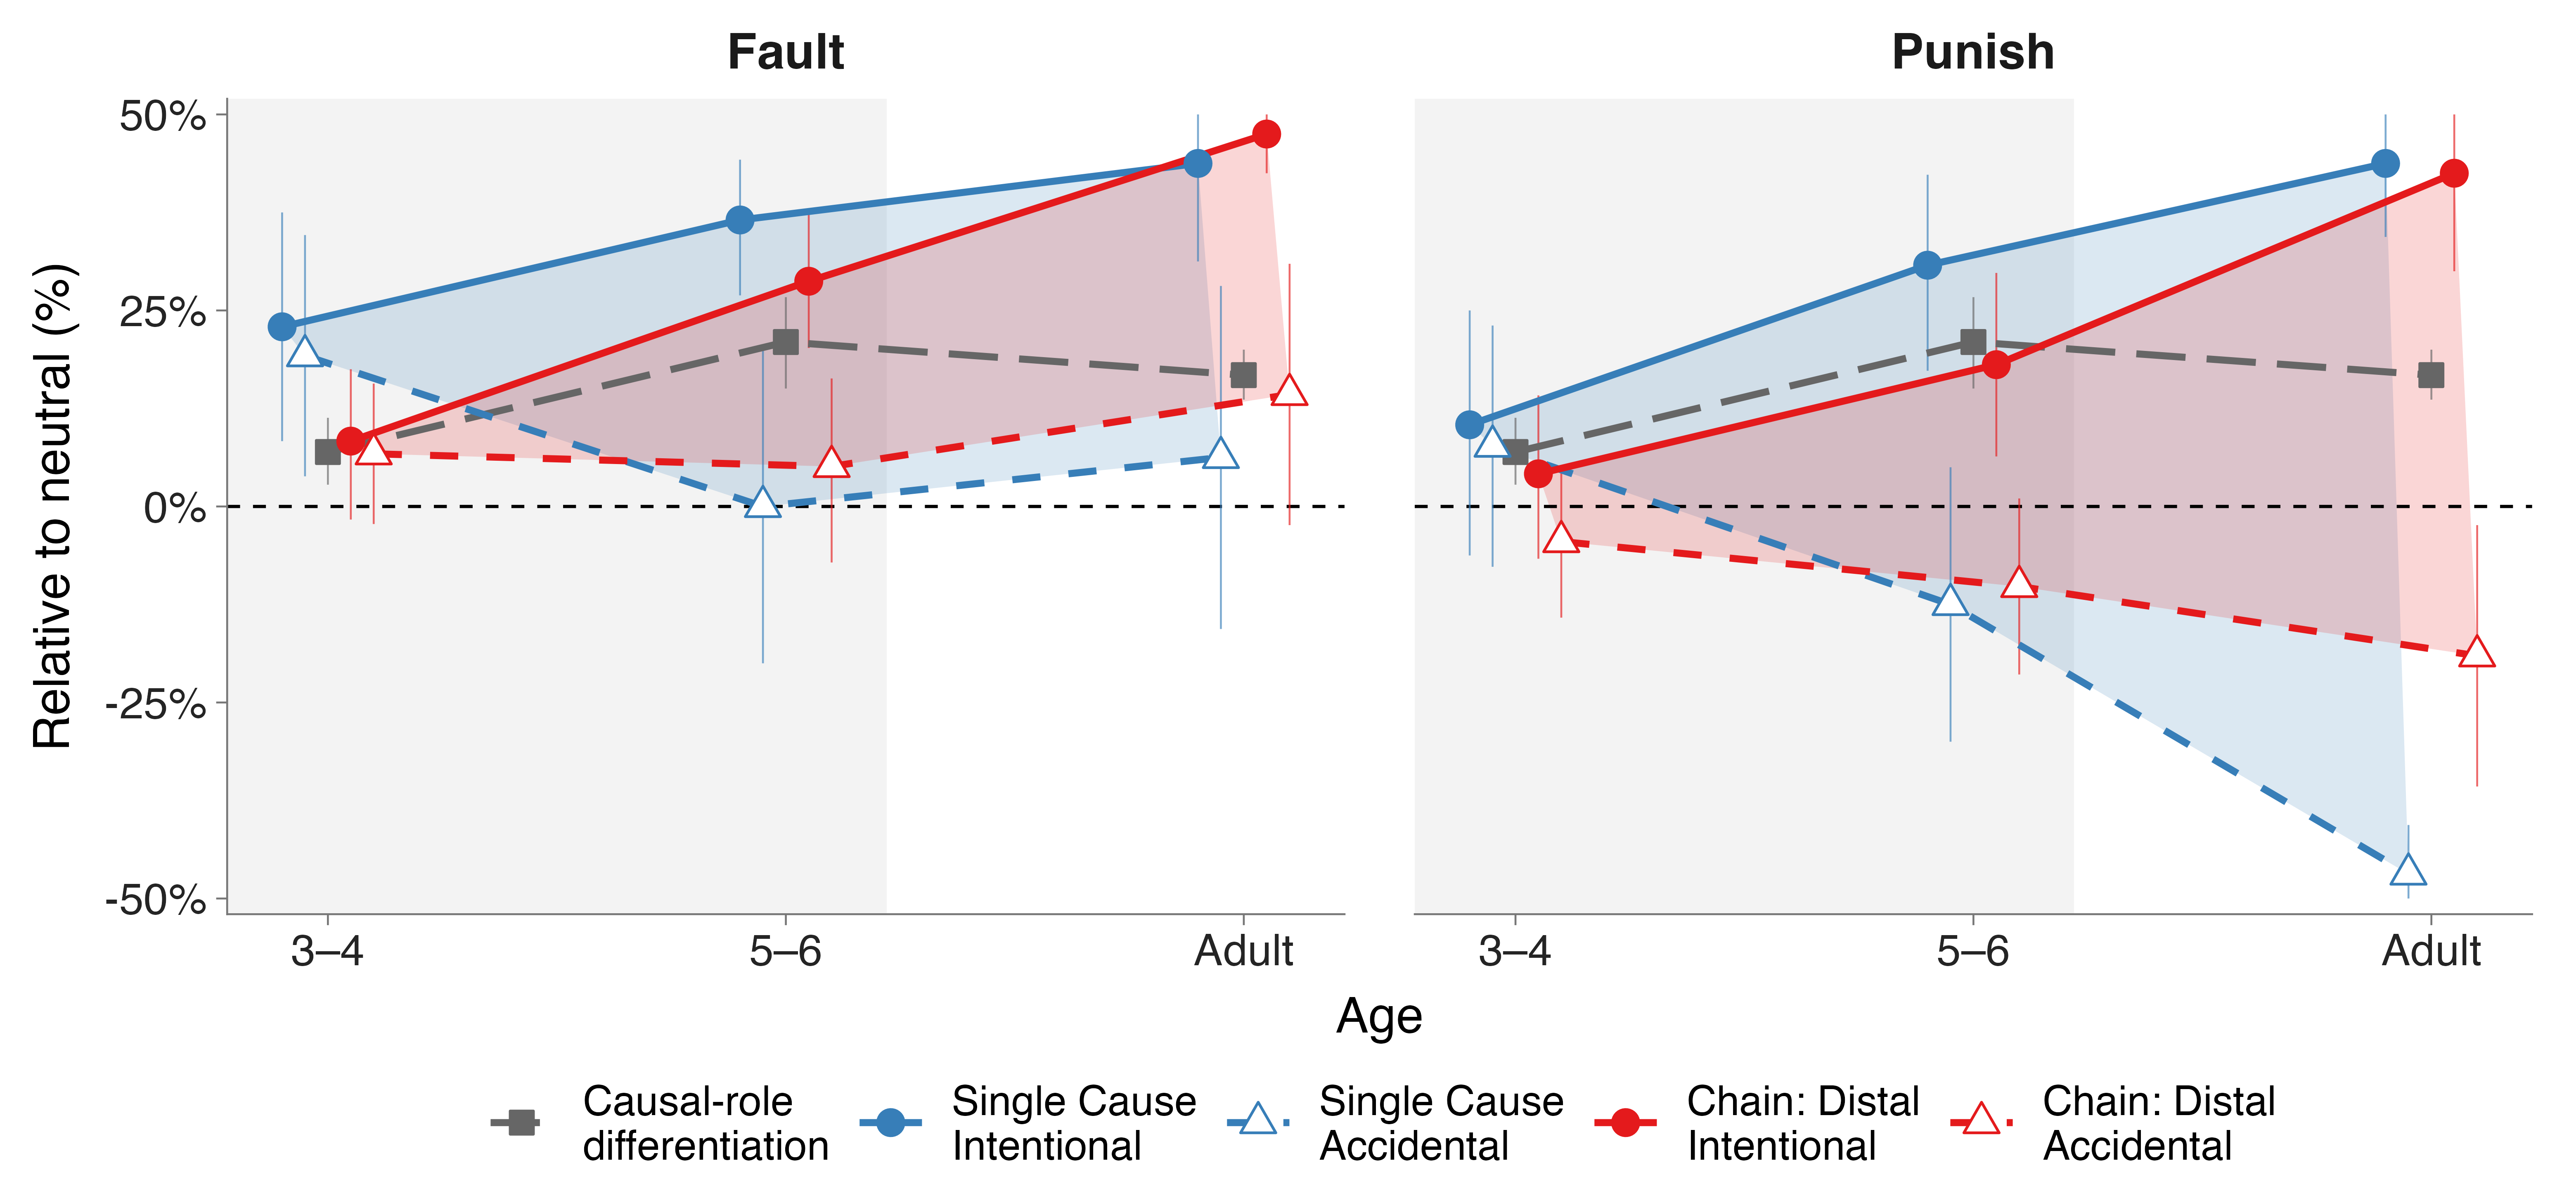 Fault
Punish
Relative to neutral (%)
50%
25%
0%
-25%
-50%
3–4
5–6
Adult
3–4
5–6
Adult
Age
Causal-role
differentiation
Single Cause
Intentional
Single Cause
Accidental
Chain: Distal
Intentional
Chain: Distal
Accidental